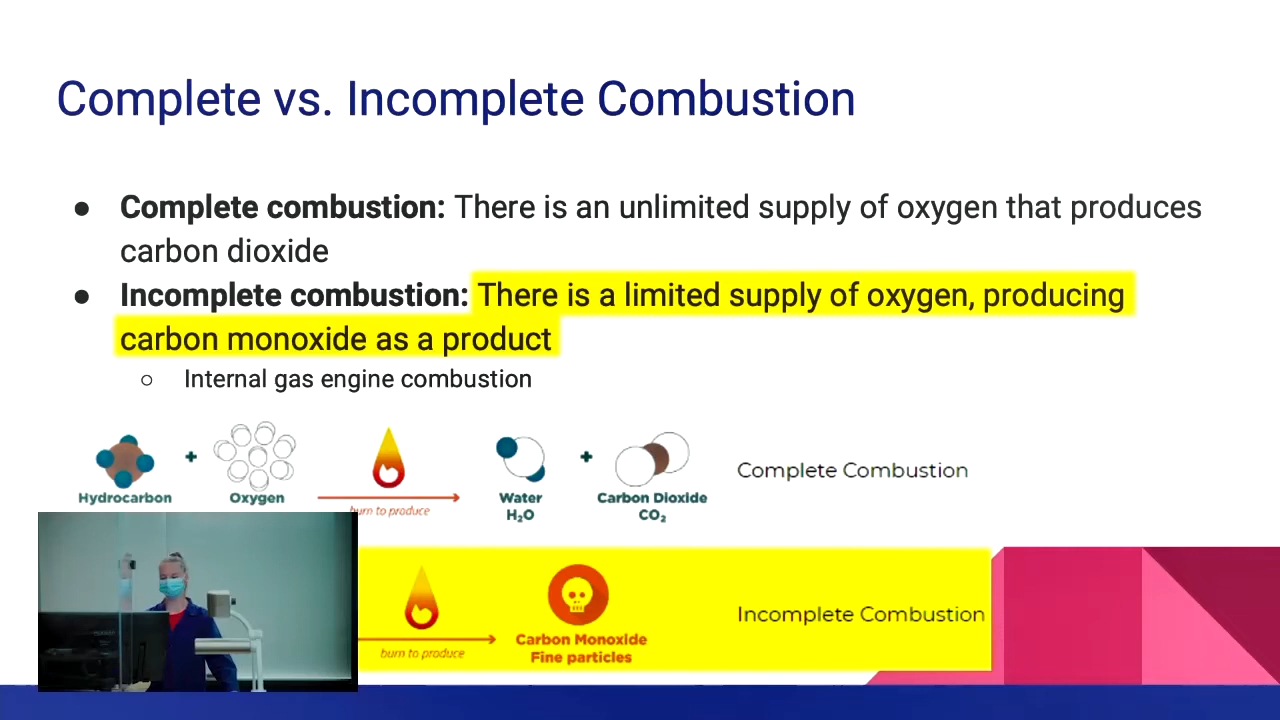 Complete vs. Incomplete Combustion
● Complete combustion: There is an unlimited supply of oxygen that produces
carbon dioxide
● Incomplete combustion: There is a limited supply of oxygen, producing
carbon monoxide as a product
○ Internal gas engine combustion
Hydrocarbon + Oxygen burn to produce Water H₂O + Carbon Dioxide CO₂ Complete Combustion
burn to produce Carbon Monoxide Fine particles Incomplete Combustion